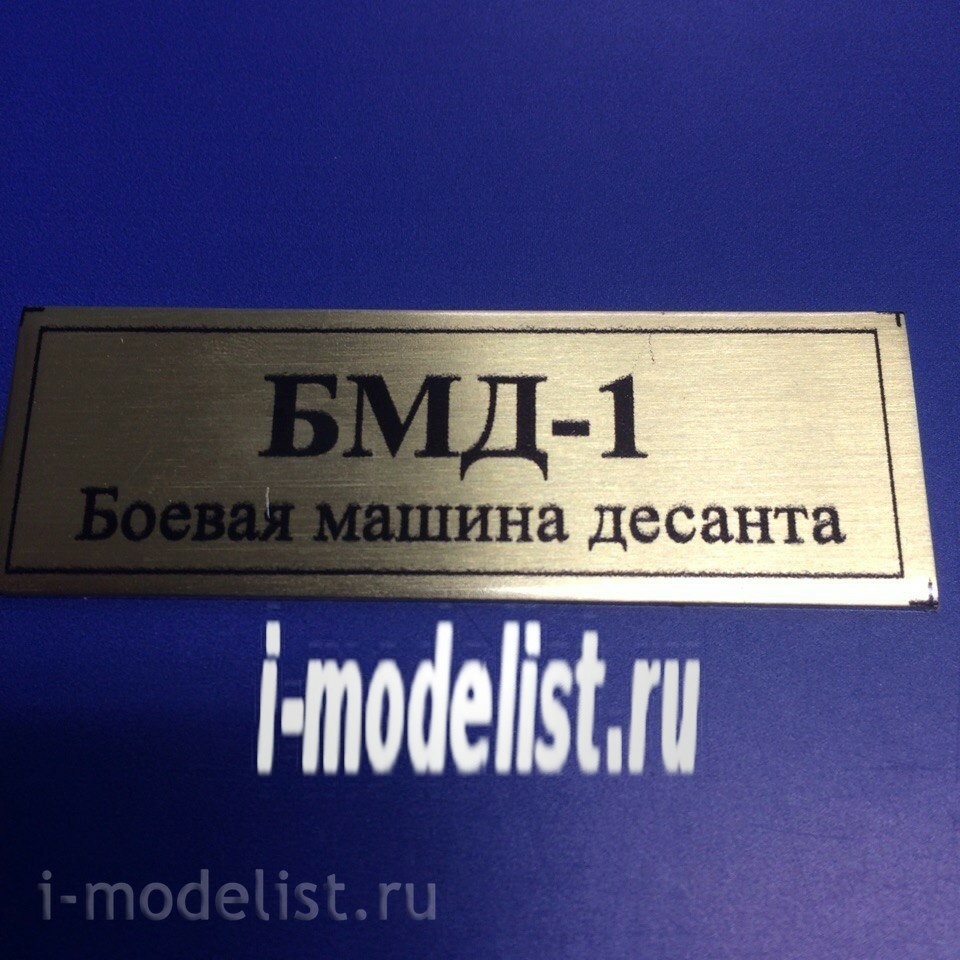 БМД-1
Боевая машина десанта
i-modelist.ru
i-modelist.ru